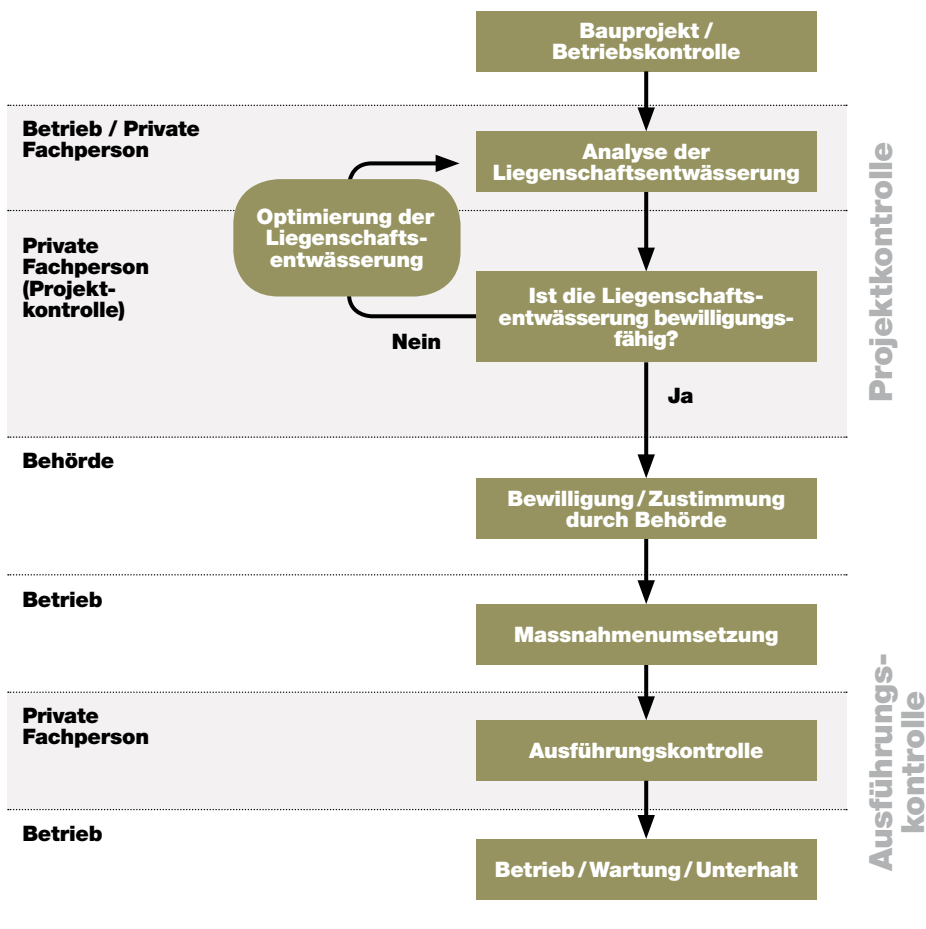 Bauprojekt /
Betriebskontrolle
Betrieb / Private
Fachperson
Analyse der
Liegenschaftsentwässerung
Optimierung der
Liegenschafts-
entwässerung
Private
Fachperson
(Projekt-
kontrolle)
Ist die Liegenschafts-
entwässerung bewilligungs-
fähig?
Nein
Ja
Projektkontrolle
Behörde
Bewilligung / Zustimmung
durch Behörde
Betrieb
Massnahmenumsetzung
Private
Fachperson
Ausführungskontrolle
Betrieb
Betrieb / Wartung / Unterhalt
Ausführungs-
kontrolle